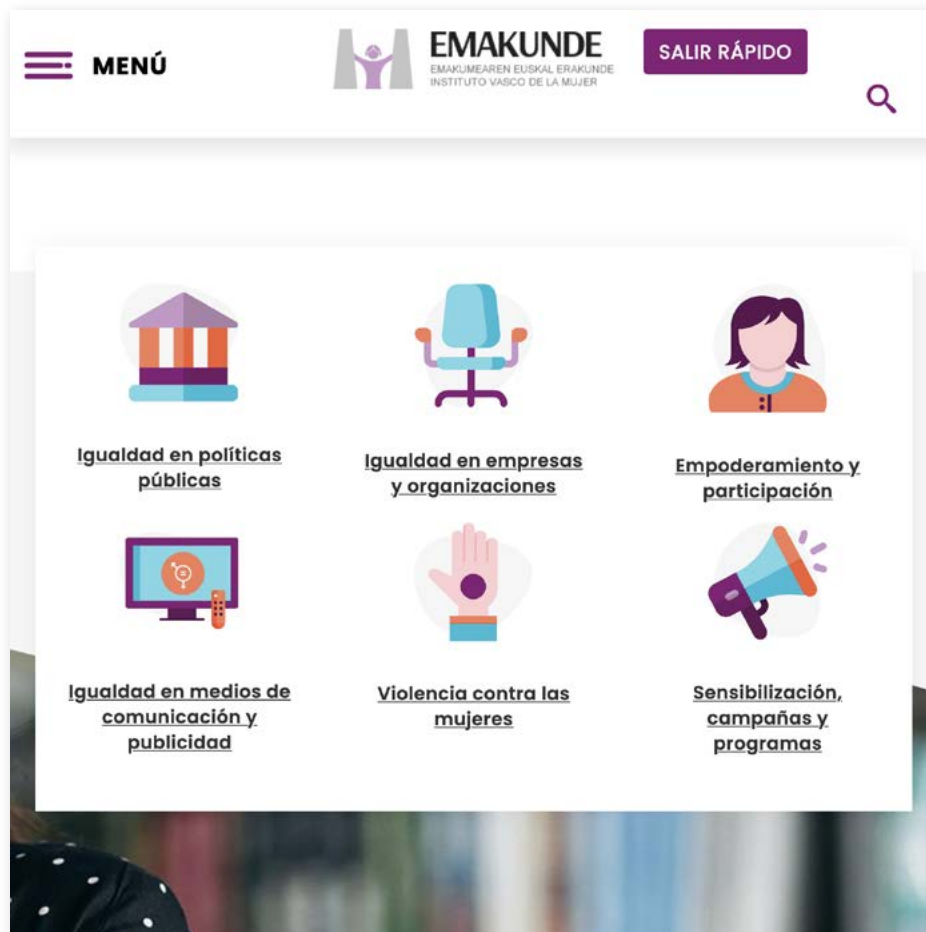 MENÚ
EMAKUNDE
EMAKUMEAREN EUSKAL ERAKUNDE
INSTITUTO VASCO DE LA MUJER
SALIR RÁPIDO
Igualdad en políticas
públicas
Igualdad en empresas
y organizaciones
Empoderamiento y
participación
Igualdad en medios de
comunicación y
publicidad
Violencia contra las
mujeres
Sensibilización,
campañas y
programas